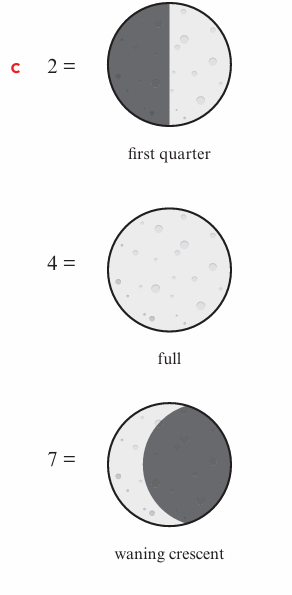 c 2 =
first quarter
4 =
full
7 =
waning crescent